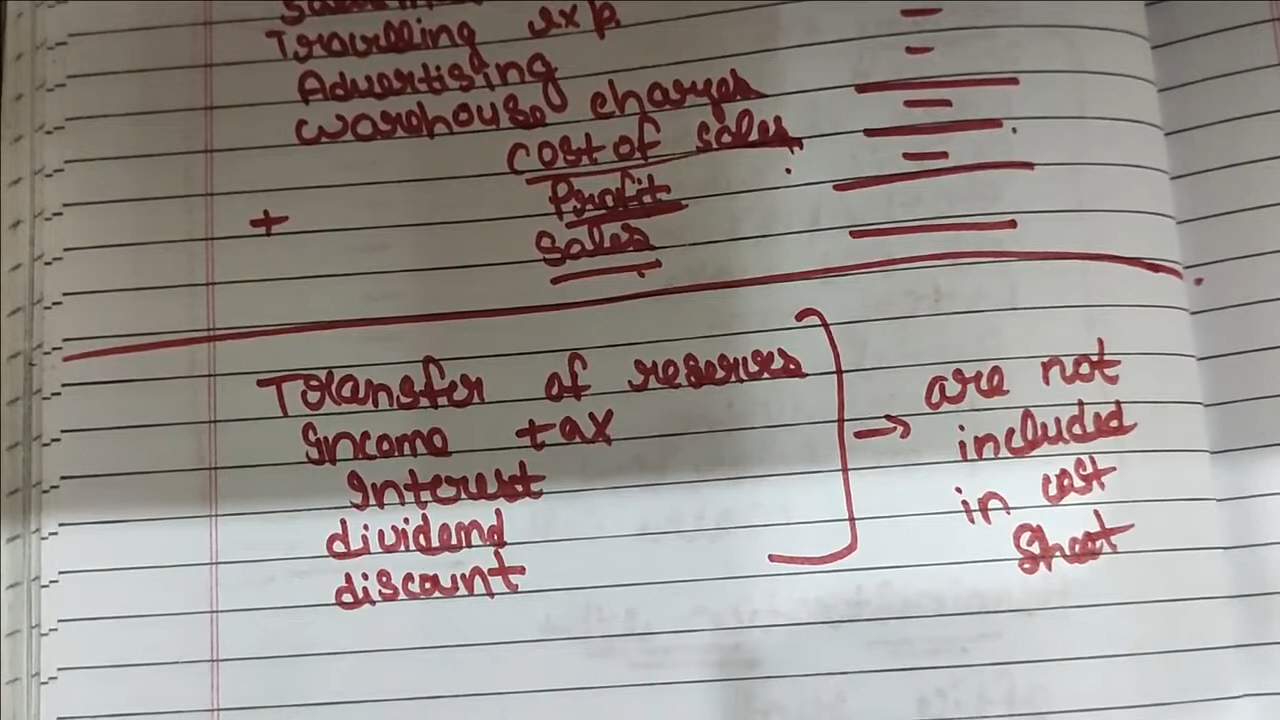 Travelling exp
Advertising
warehouse charges
cost of sales
+ Profit
Sales
Transfer of reserves
Income tax
Interest
dividend
discount
→ are not
included
in cost
Sheet